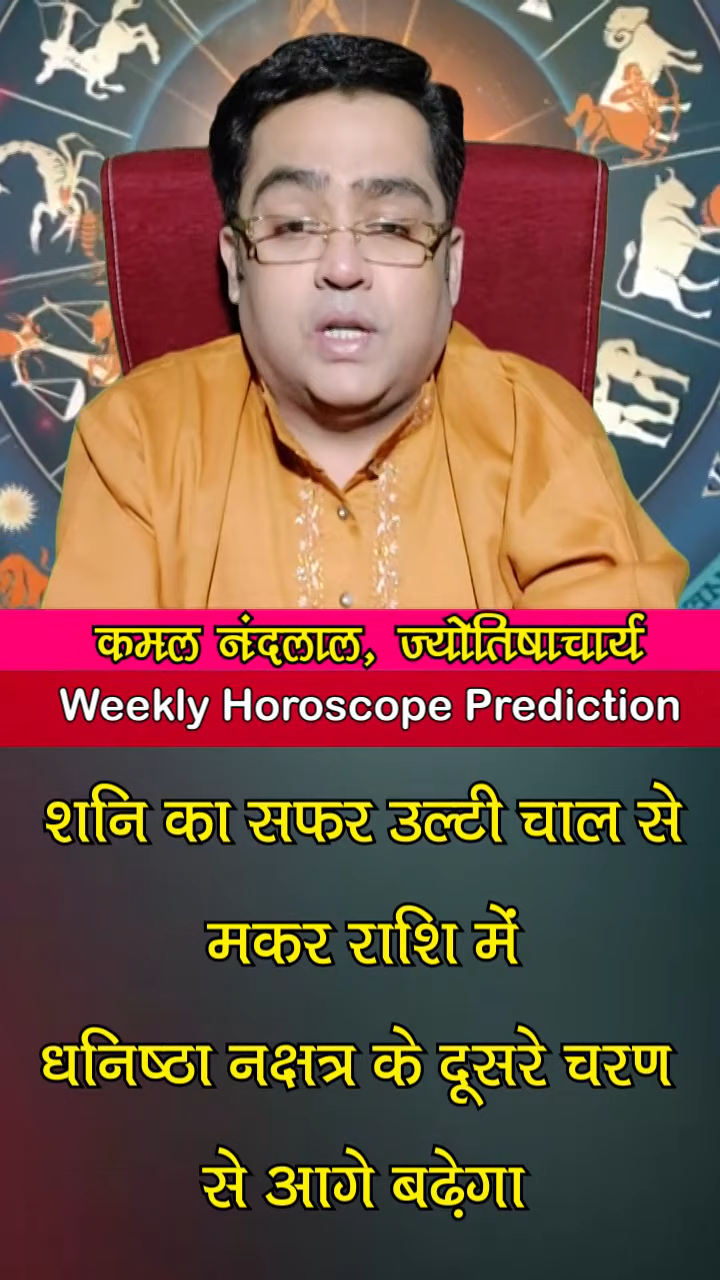 कमल नंदलाल, ज्योतिषाचार्य
Weekly Horoscope Prediction
शनि का सफर उल्टी चाल से
मकर राशि में
धनिष्ठा नक्षत्र के दूसरे चरण
से आगे बढ़ेगा